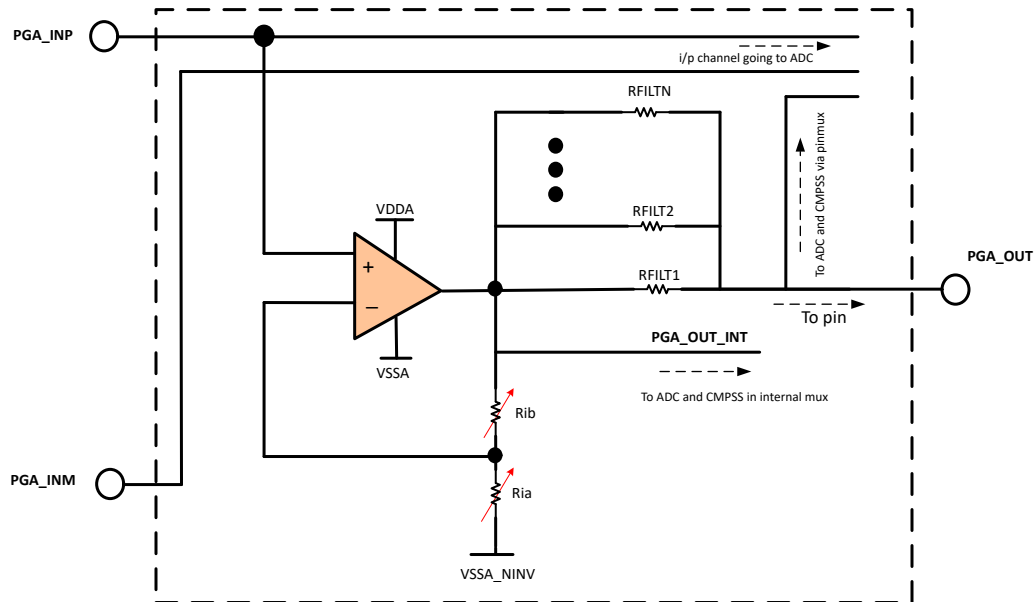 PGA_INP
i/p channel going to ADC
RFILTN
To ADC and CMPSS via pinmux
VDDA
RFILT2
+
RFILT1
PGA_OUT
−
To pin
PGA_OUT_INT
VSSA
To ADC and CMPSS in internal mux
Rib
PGA_INM
Ria
VSSA_NINV